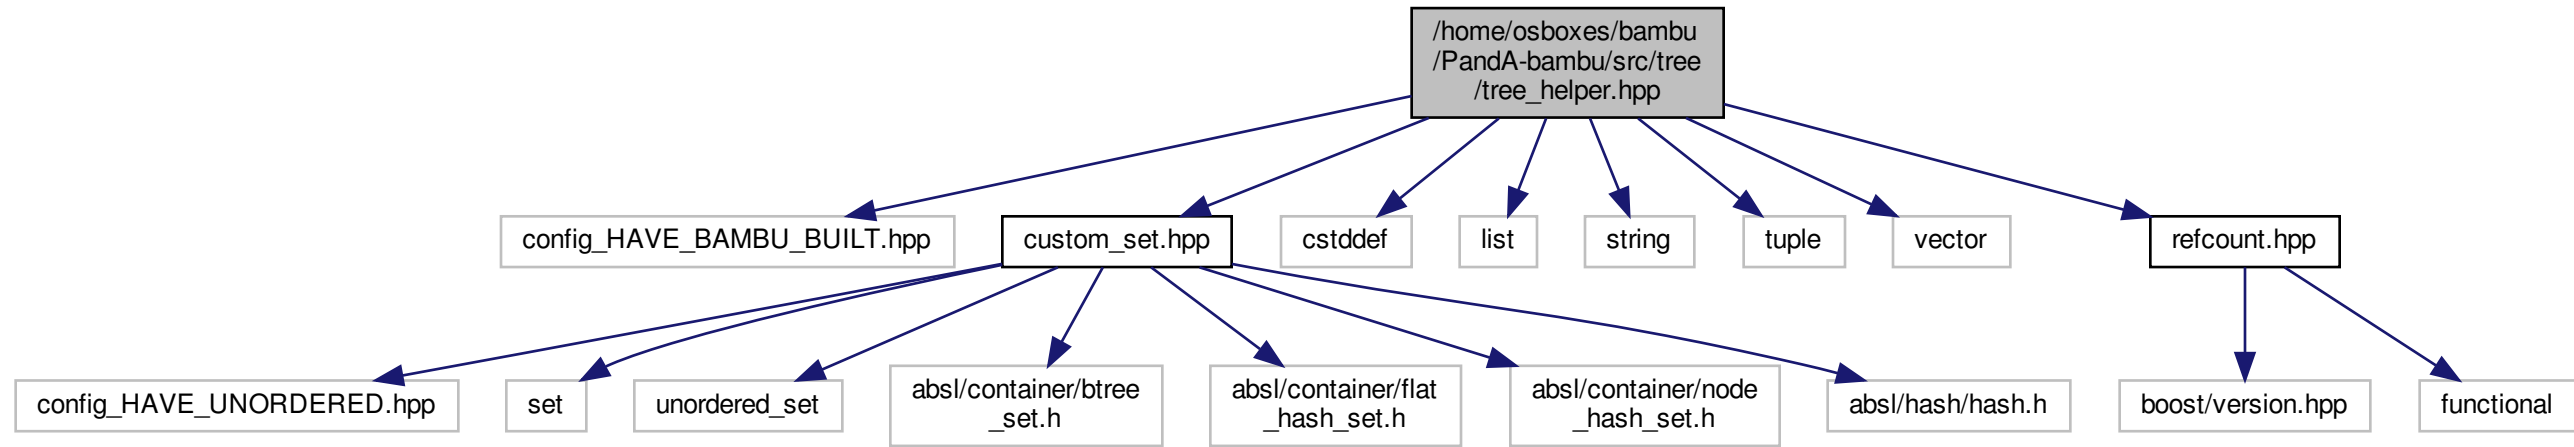 /home/osboxes/bambu
/PandA-bambu/src/tree
/tree_helper.hpp
config_HAVE_BAMBU_BUILT.hpp
custom_set.hpp
cstddef
list
string
tuple
vector
refcount.hpp
config_HAVE_UNORDERED.hpp
set
unordered_set
absl/container/btree
_set.h
absl/container/flat
_hash_set.h
absl/container/node
_hash_set.h
absl/hash/hash.h
boost/version.hpp
functional